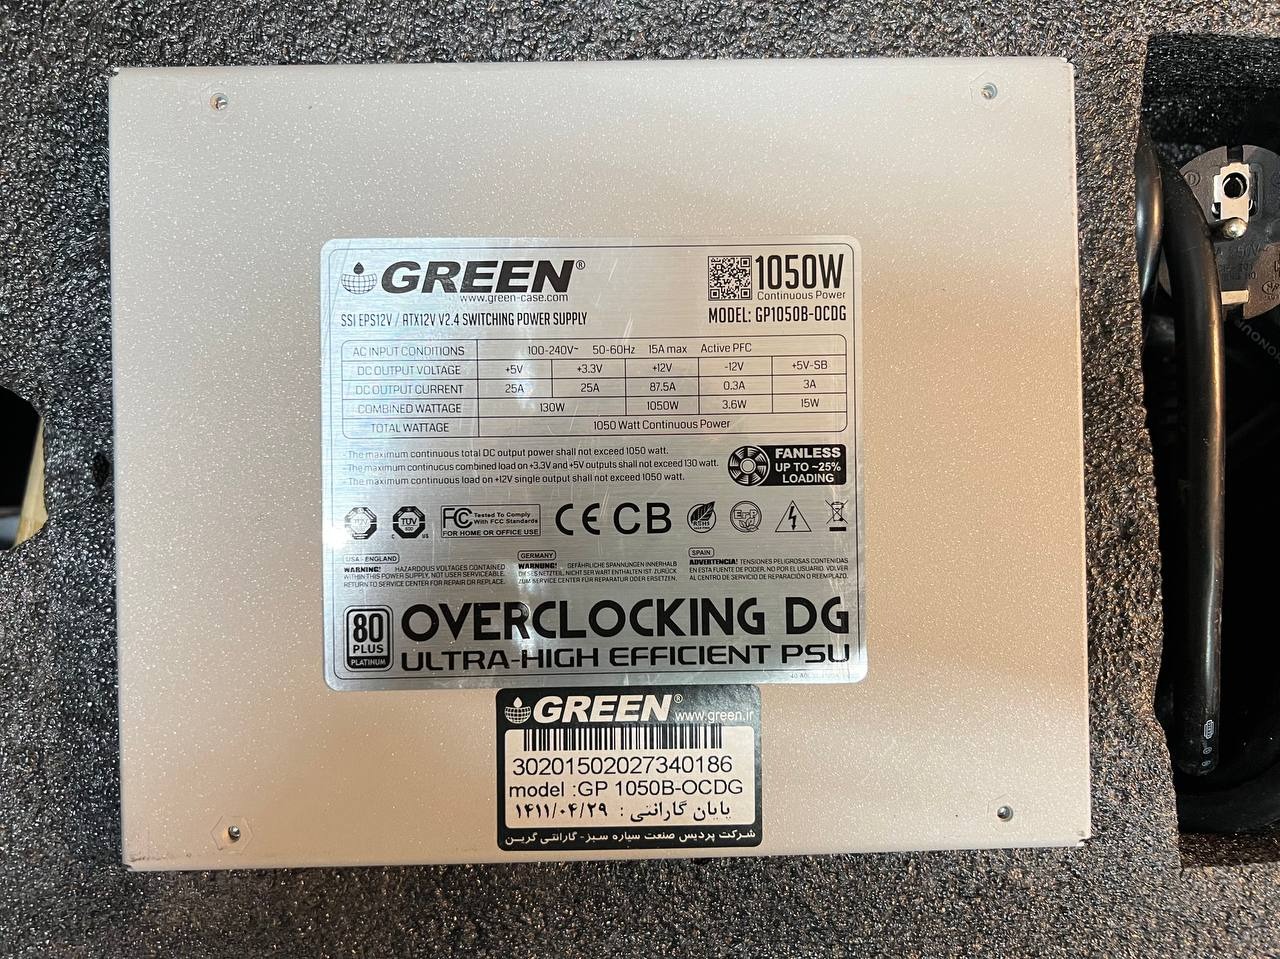 GREEN®
www.green-case.com
1050W
Continuous Power
SSI EPS12V / ATX12V V2.4 SWITCHING POWER SUPPLY
MODEL: GP1050B-OCDG
AC INPUT CONDITIONS 100-240V~ 50-60Hz 15A max Active PFC
DC OUTPUT VOLTAGE +5V +3.3V +12V -12V +5V-SB
DC OUTPUT CURRENT 25A 25A 87.5A 0.3A 3A
COMBINED WATTAGE 130W 1050W 3.6W 15W
TOTAL WATTAGE 1050 Watt Continuous Power
- The maximum continuous total DC output power shall not exceed 1050 watt.
- The maximum continuous combined load on +3.3V and +5V outputs shall not exceed 130 watt.
- The maximum continuous load on +12V single output shall not exceed 1050 watt.
FANLESS
UP TO ~25%
LOADING
TÜV
TÜV
C US
FC Tested To Comply
With FCC Standards
FOR HOME OR OFFICE USE
CE CB
RoHS
ErP
USA - ENGLAND
WARNING! HAZARDOUS VOLTAGES CONTAINED
WITHIN THIS POWER SUPPLY, NOT USER SERVICEABLE.
RETURN TO SERVICE CENTER FOR REPAIR OR REPLACE.
GERMANY
WARNUNG! GEFÄHRLICHE SPANNUNGEN INNERHALB
DIESES NETZTEIL, NICHT SER WART ENTHALTEN IST. ZURÜCK
ZUM SERVICE CENTER FÜR REPARATUR ODER ERSETZEN.
SPAIN
ADVERTENCIA! TENSIONES PELIGROSAS CONTENIDAS
EN ESTA FUENTE DE PODER. NO POR EL USUARIO. VOLVER
AL CENTRO DE SERVICIO DE REPARACIÓN O REEMPLAZO.
80
PLUS
PLATINUM
OVERCLOCKING DG
ULTRA-HIGH EFFICIENT PSU
GREEN® www.green.ir
30201502027340186
model :GP 1050B-OCDG
پایان گارانتی : ۱۴۱۱/۰۴/۲۹
شرکت پردیس صنعت سیاره سبز - گارانتی گرین